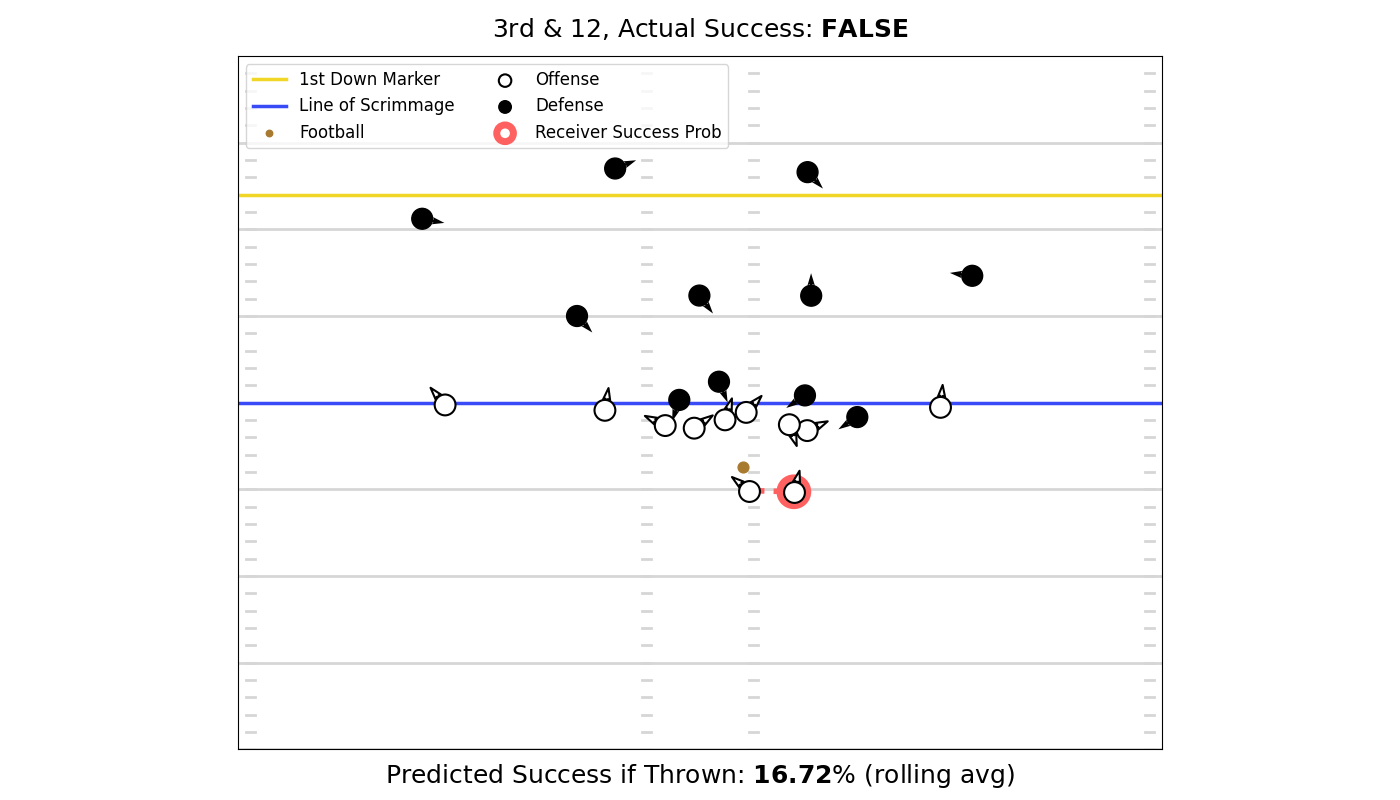 3rd & 12, Actual Success: FALSE
1st Down Marker
Line of Scrimmage
Football
Offense
Defense
Receiver Success Prob
Predicted Success if Thrown: 16.72% (rolling avg)